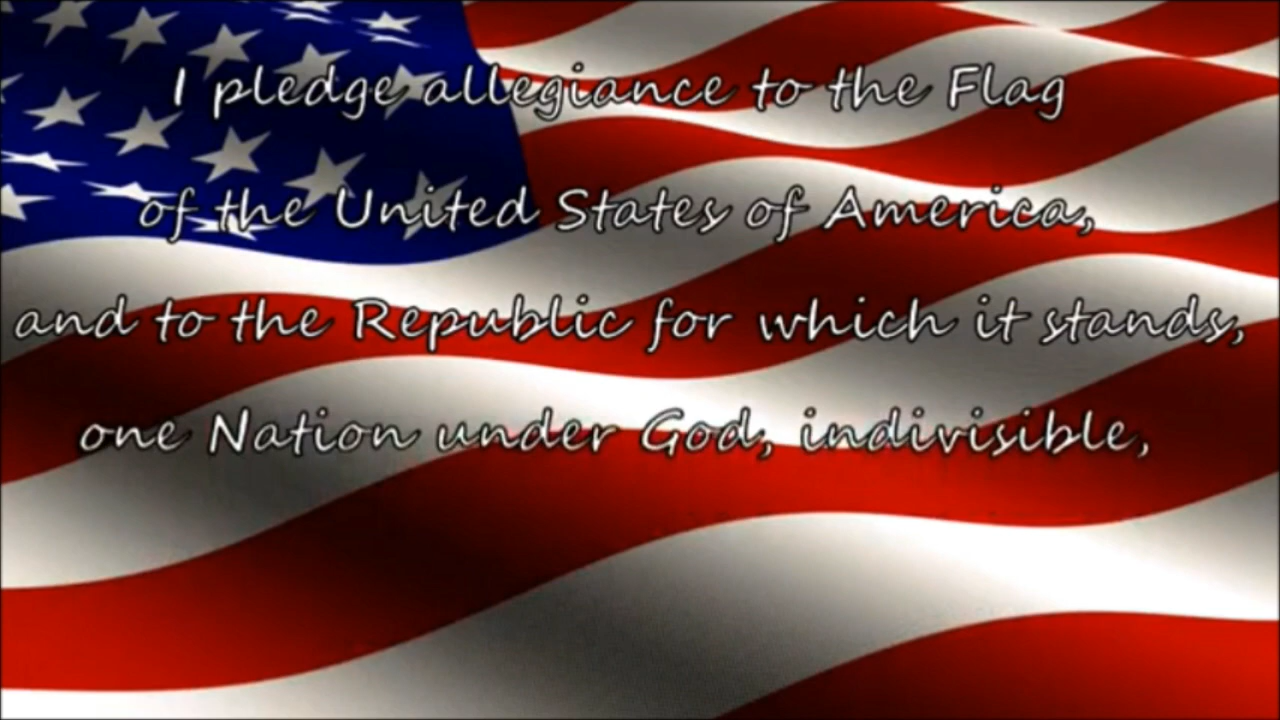 I pledge allegiance to the Flag
of the United States of America,
and to the Republic for which it stands,
one Nation under God, indivisible,